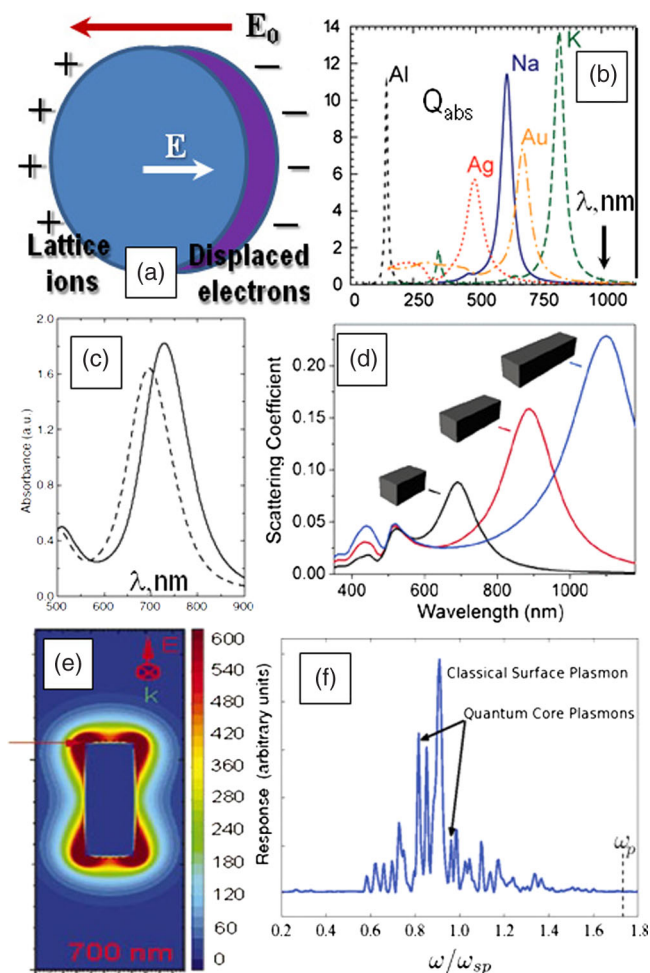 (a)
E₀
+ −
+ −
+ −
+ −
E
Lattice
ions
Displaced
electrons
(b)
14
12
10
8
6
4
2
0
Al
Q_abs
Ag
Na
Au
K
λ,nm
0 250 500 750 1000
(c)
Absorbance (a.u.)
2.0
1.8
1.2
0.6
0.4
0.0
λ,nm
500 600 700 800 900
(d)
Scattering Coefficient
0.20
0.15
0.10
0.05
0.00
400 600 800 1000
Wavelength (nm)
(e)
E
k
700 nm
600
540
480
420
360
300
240
180
120
60
0
(f)
Response (arbitrary units)
Classical Surface Plasmon
Quantum Core Plasmons
ωₚ
0.2 0.4 0.6 0.8 1.0 1.2 1.4 1.6 1.8
ω/ωₛₚ